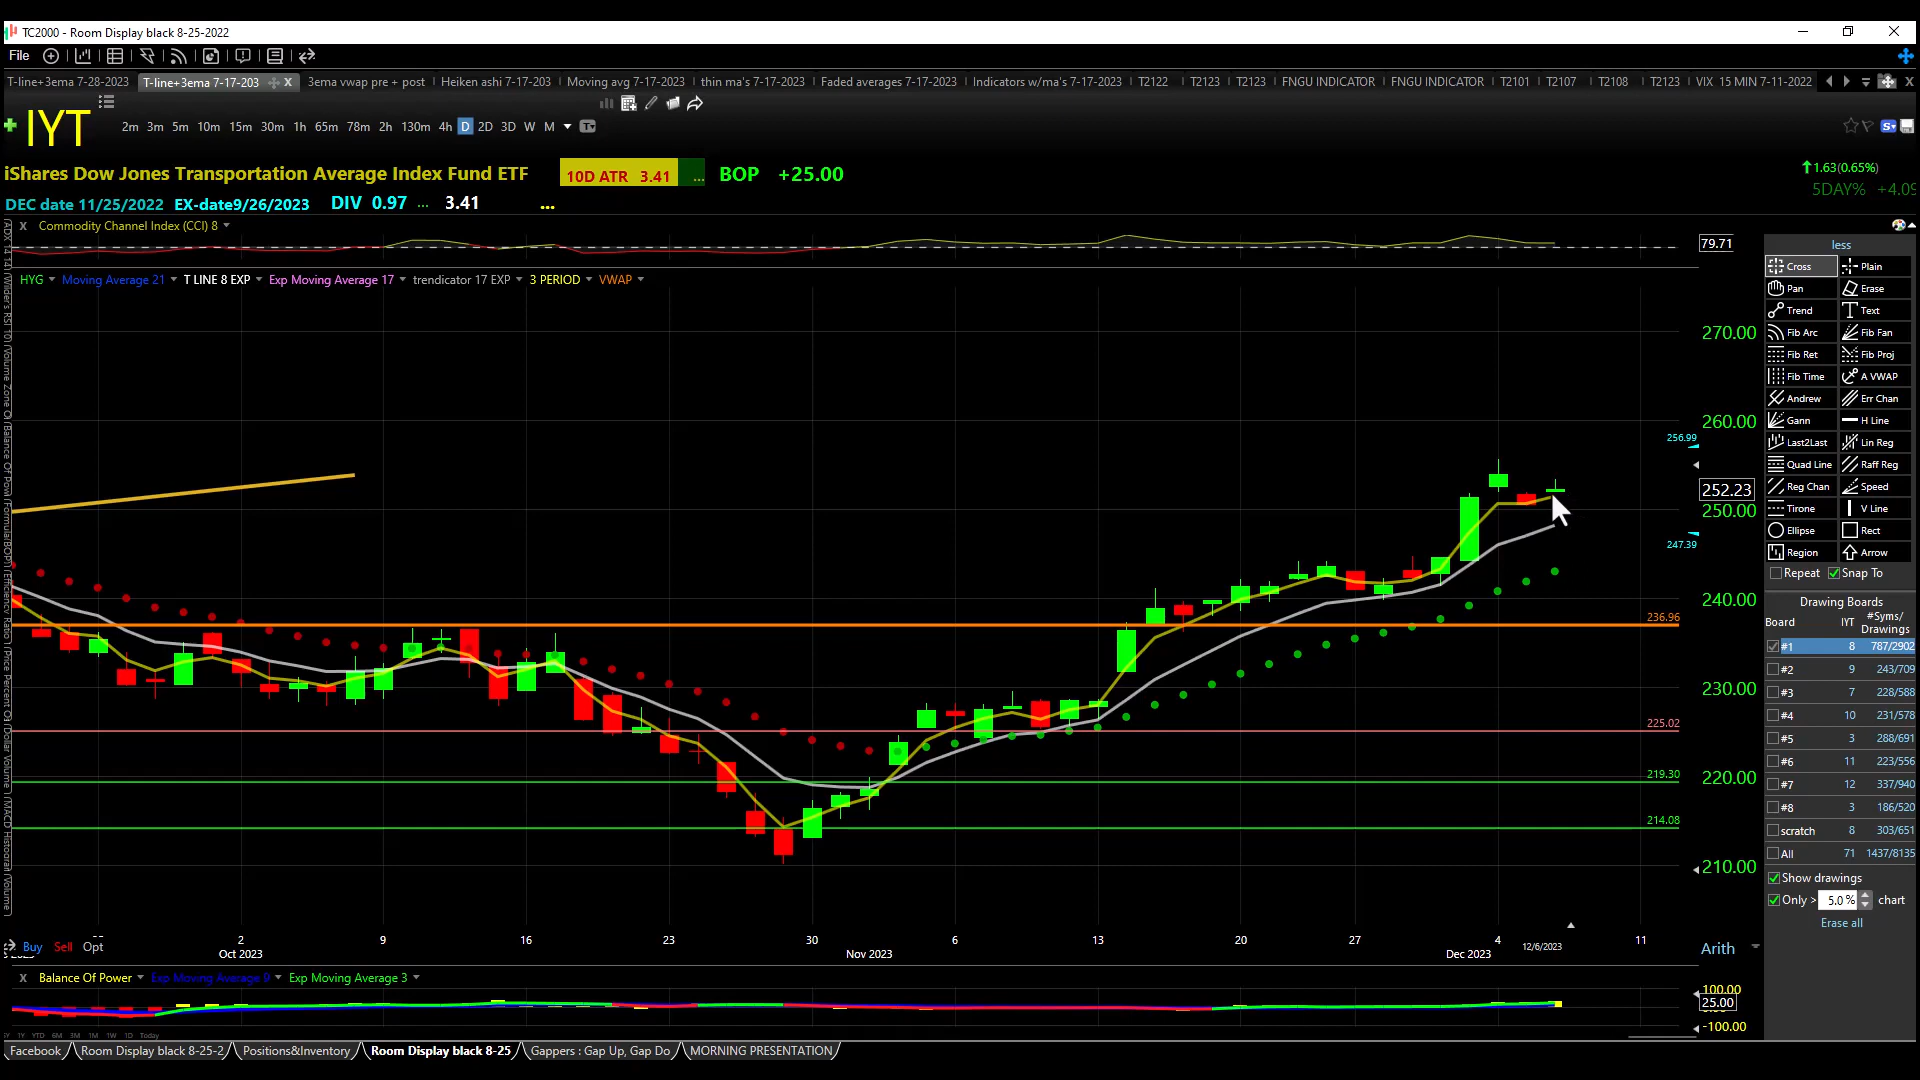 TC2000 - Room Display black 8-25-2022
File
T-line+3ema 7-28-2023 T-line+3ema 7-17-203 X 3ema vwap pre + post Heiken ashi 7-17-203 Moving avg 7-17-2023 thin ma's 7-17-2023 Faded averages 7-17-2023 Indicators w/ma's 7-17-2023 T2122 T2123 T2123 FNGU INDICATOR FNGU INDICATOR T2101 T2107 T2108 T2123 VIX 15 MIN 7-11-2022 X
IYT
2m 3m 5m 10m 15m 30m 1h 65m 78m 2h 130m 4h D 2D 3D W M
iShares Dow Jones Transportation Average Index Fund ETF 10D ATR 3.41 ... BOP +25.00
1.63(0.65%)
5DAY% +4.09
DEC date 11/25/2022 EX-date9/26/2023 DIV 0.97 ... 3.41 ...
X Commodity Channel Index (CCI) 8
79.71
HYG Moving Average 21 T LINE 8 EXP Exp Moving Average 17 trendicator 17 EXP 3 PERIOD VWAP
270.00
260.00
256.99
252.23
250.00
247.39
240.00
236.96
230.00
225.02
220.00
219.30
214.08
210.00
less
Cross Plain
Pan Erase
Trend Text
Fib Arc Fib Fan
Fib Ret Fib Proj
Fib Time A VWAP
Andrew Err Chan
Gann H Line
Last2Last Lin Reg
Quad Line Raff Reg
Reg Chan Speed
Tirone V Line
Ellipse Rect
Region Arrow
Repeat Snap To
Drawing Boards
Board IYT #Syms/
Drawings
#1 8 787/2902
#2 9 243/709
#3 7 228/588
#4 10 231/578
#5 3 288/691
#6 11 223/556
#7 12 337/940
#8 3 186/520
scratch 8 303/651
All 71 1437/8135
Show drawings
Only > 5.0 % chart
Erase all
Buy Sell Opt
2 9 16 23 30 6 13 20 27 4 12/6/2023 11
Oct 2023 Nov 2023 Dec 2023
Arith
X Balance Of Power Exp Moving Average 9 Exp Moving Average 3
100.00
25.00
-100.00
Facebook Room Display black 8-25-2 Positions&Inventory Room Display black 8-25 Gappers : Gap Up, Gap Do MORNING PRESENTATION